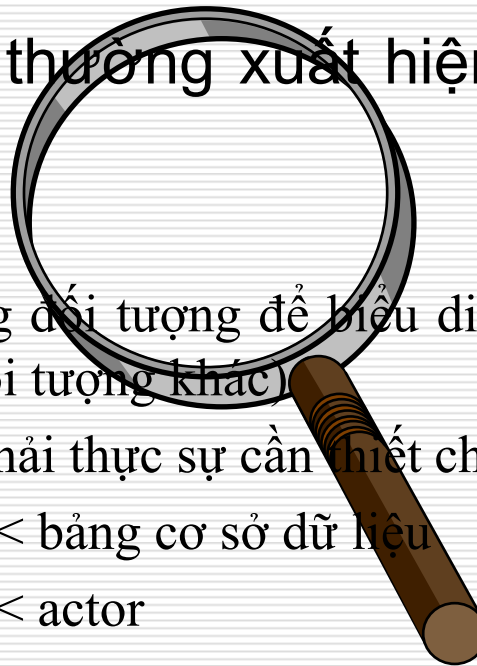 thường xuất hiện
g đối tượng để biểu di
i tượng khác)
hải thực sự cần thiết ch
< bảng cơ sở dữ liệu
< actor